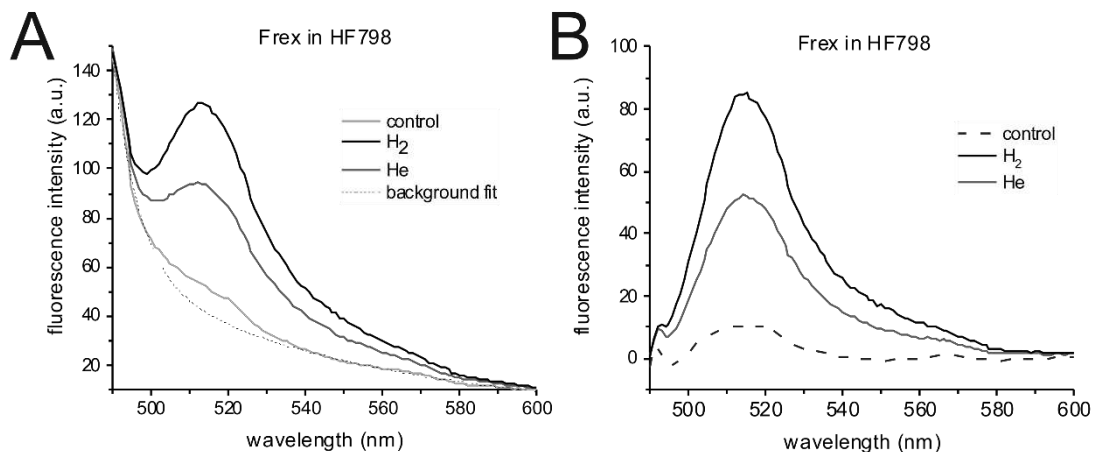 A
Frex in HF798
fluorescence intensity (a.u.)
140
120
100
80
60
40
20
control
H2
He
background fit
500
520
540
560
580
600
wavelength (nm)
B
Frex in HF798
fluorescence intensity (a.u.)
100
80
60
40
20
0
control
H2
He
500
520
540
560
580
600
wavelength (nm)